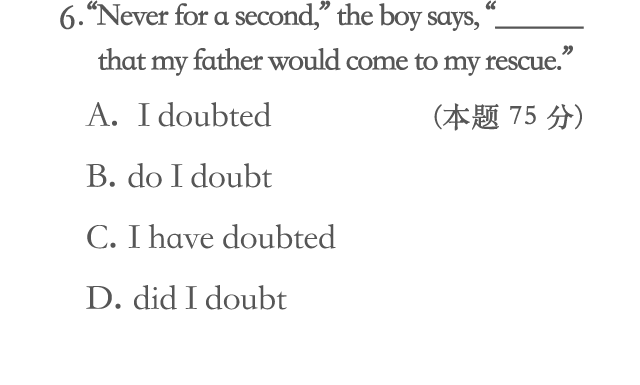 6.“Never for a second,” the boy says, “______
that my father would come to my rescue.”
A. I doubted (本题 75 分)
B. do I doubt
C. I have doubted
D. did I doubt